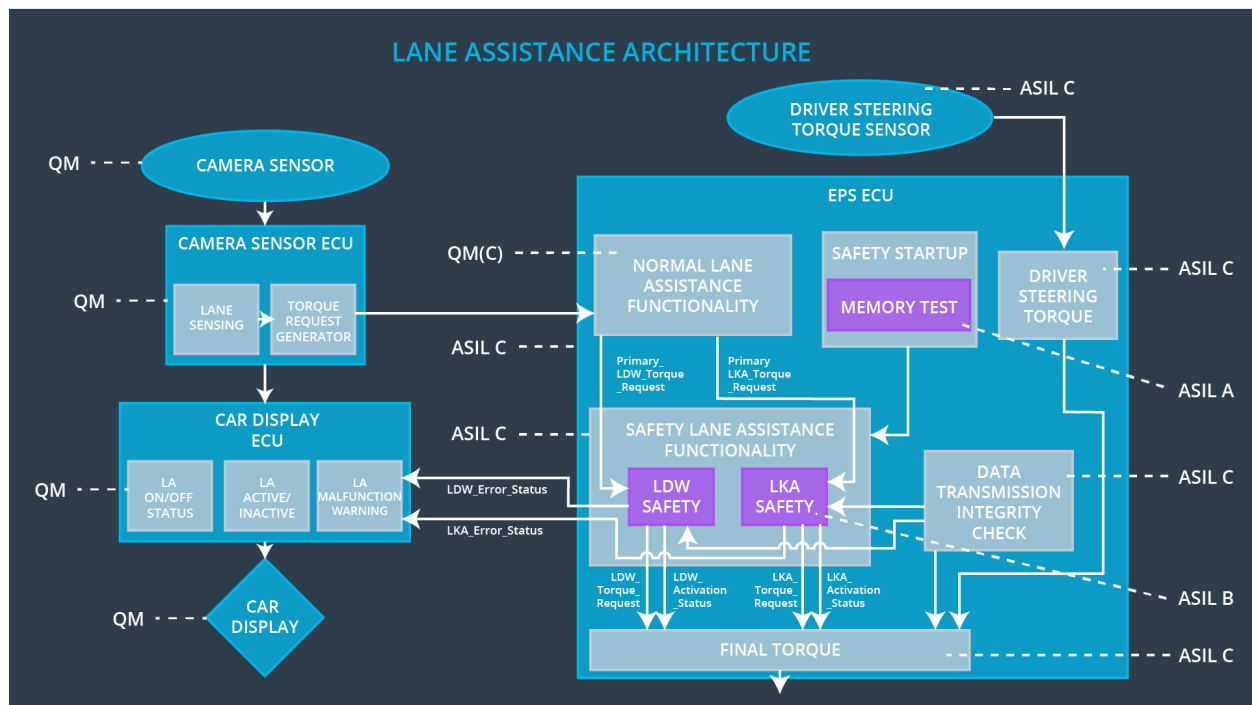 LANE ASSISTANCE ARCHITECTURE
ASIL C
DRIVER STEERING
TORQUE SENSOR
QM
CAMERA SENSOR
EPS ECU
CAMERA SENSOR ECU
QM(C)
NORMAL LANE
ASSISTANCE
FUNCTIONALITY
SAFETY STARTUP
MEMORY TEST
DRIVER
STEERING
TORQUE
ASIL C
QM
LANE
SENSING
TORQUE
REQUEST
GENERATOR
ASIL C
Primary_
LDW_Torque
_Request
Primary
LKA_Torque
_Request
ASIL A
CAR DISPLAY
ECU
ASIL C
SAFETY LANE ASSISTANCE
FUNCTIONALITY
QM
LA
ON/OFF
STATUS
LA
ACTIVE/
INACTIVE
LA
MALFUNCTION
WARNING
LDW_Error_Status
LKA_Error_Status
LDW
SAFETY
LKA
SAFETY
DATA
TRANSMISSION
INTEGRITY
CHECK
ASIL C
LDW_
Torque_
Request
LDW_
Activation
_Status
LKA_
Torque_
Request
LKA_
Activation
_Status
ASIL B
QM
CAR
DISPLAY
FINAL TORQUE
ASIL C